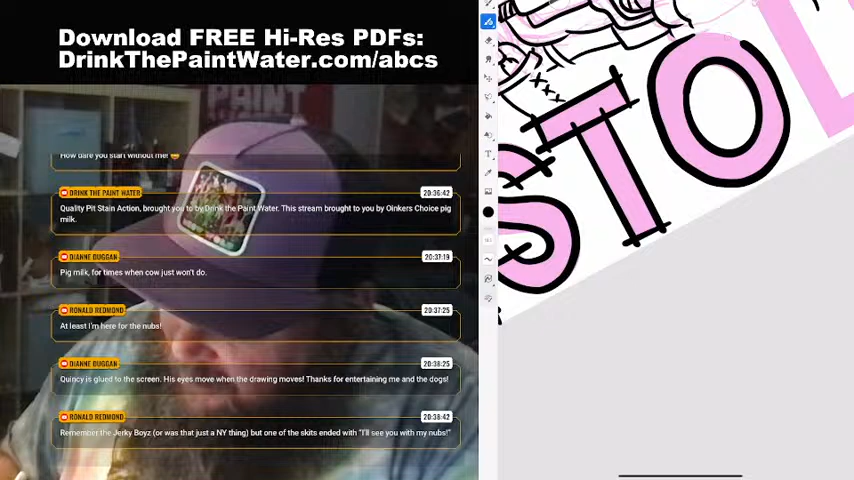 Download FREE Hi-Res PDFs:
DrinkThePaintWater.com/abcs
PAINT
How dare you start without me!
DRINK THE PAINT WATER
20:36:42
Quality Pit Stain Action, brought you to by Drink the Paint Water. This stream brought to you by Oinkers Choice pig
milk.
DIANNE DUGGAN
20:37:19
Pig milk, for times when cow just won't do.
RONALD REDMOND
20:37:25
At least I'm here for the nubs!
DIANNE DUGGAN
20:38:25
Quincy is glued to the screen. His eyes move when the drawing moves! Thanks for entertaining me and the dogs!
RONALD REDMOND
20:38:42
Remember the Jerky Boyz (or was that just a NY thing) but one of the skits ended with "I'll see you with my nubs!"
STOL